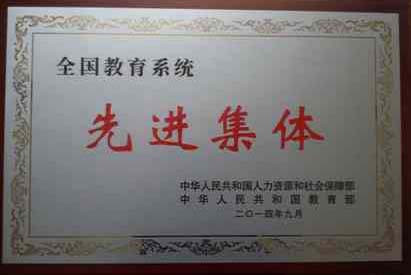 全国教育系统
先进集体
中华人民共和国人力资源和社会保障部
中华人民共和国教育部
二〇一四年九月